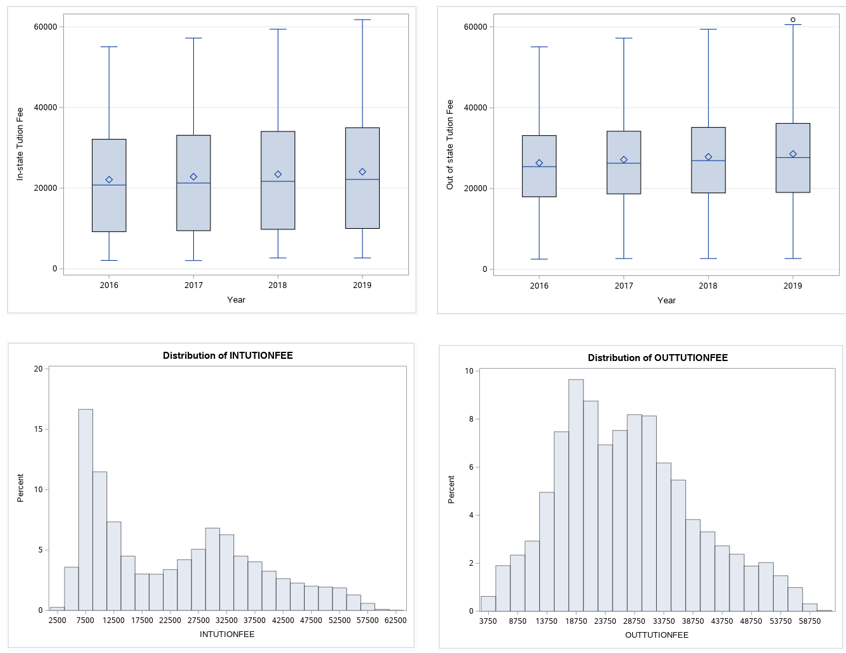 60000
40000
20000
0
In-state Tution Fee
2016 2017 2018 2019
Year
60000
40000
20000
0
Out of state Tution Fee
2016 2017 2018 2019
Year
Distribution of INTUTIONFEE
20
15
10
5
0
Percent
2500 7500 12500 17500 22500 27500 32500 37500 42500 47500 52500 57500 62500
INTUTIONFEE
Distribution of OUTTUTIONFEE
10
8
6
4
2
0
Percent
3750 8750 13750 18750 23750 28750 33750 38750 43750 48750 53750 58750
OUTTUTIONFEE